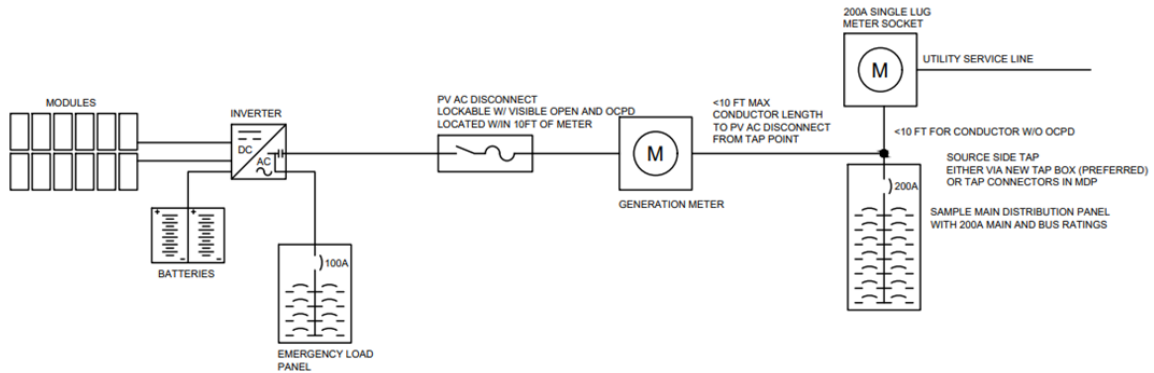 200A SINGLE LUG
METER SOCKET
M
UTILITY SERVICE LINE
MODULES
INVERTER
DC
AC
PV AC DISCONNECT
LOCKABLE W/ VISIBLE OPEN AND OCPD
LOCATED W/IN 10FT OF METER
<10 FT MAX
CONDUCTOR LENGTH
TO PV AC DISCONNECT
FROM TAP POINT
M
GENERATION METER
<10 FT FOR CONDUCTOR W/O OCPD
SOURCE SIDE TAP
EITHER VIA NEW TAP BOX (PREFERRED)
OR TAP CONNECTORS IN MDP
200A
SAMPLE MAIN DISTRIBUTION PANEL
WITH 200A MAIN AND BUS RATINGS
+ +
- -
BATTERIES
100A
EMERGENCY LOAD
PANEL